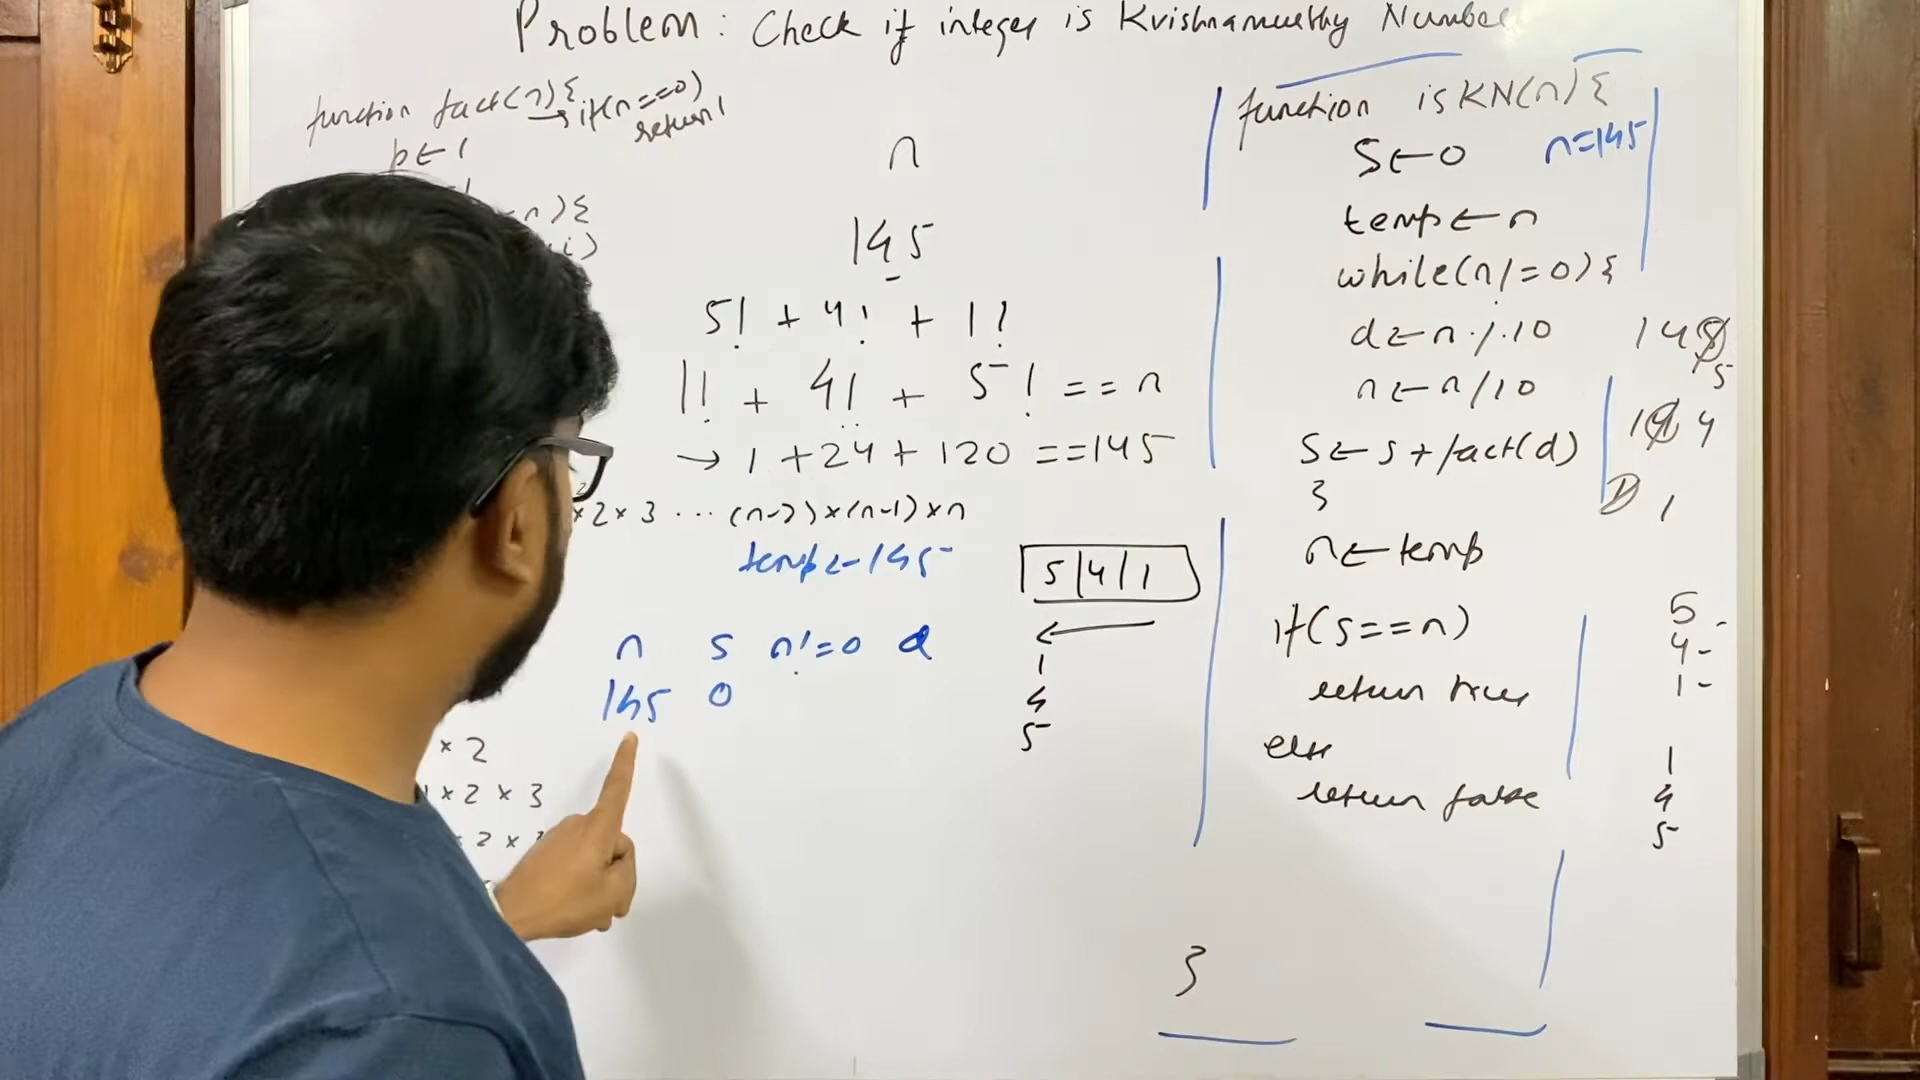 Problem: Check if integer is Krishnamurthy Number
function fact(n){
→ if(n==0)
return 1
p ← 1
n){
i)
n
145
5! + 4! + 1!
1! + 4! + 5! == n
→ 1 + 24 + 120 == 145
×2×3 ... (n-2)×(n-1)×n
temp ← 145
n s n!=0 d
145 0
5|4|1
←
1
4
5
×2
1×2×3
2×
function isKN(n){
n=145
s ← 0
temp ← n
while(n!=0){
d ← n % 10
n ← n/10
s ← s + fact(d)
}
n ← temp
if(s==n)
return true
else
return false
}
145
5
14 4
1
5 -
4 -
1 -
1
4
5